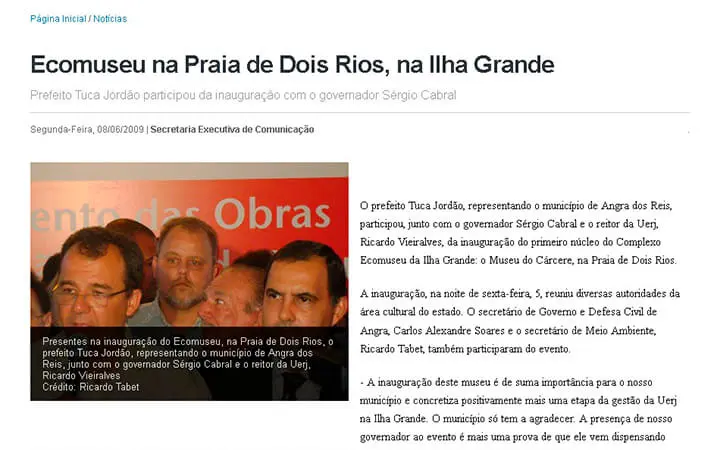 Página Inicial / Notícias
Ecomuseu na Praia de Dois Rios, na Ilha Grande
Prefeito Tuca Jordão participou da inauguração com o governador Sérgio Cabral
Segunda-Feira, 08/06/2009 | Secretaria Executiva de Comunicação
ento das Obras
Presentes na inauguração do Ecomuseu, na Praia de Dois Rios, o
prefeito Tuca Jordão, representando o município de Angra dos
Reis, junto com o governador Sérgio Cabral e o reitor da Uerj,
Ricardo Vieiralves
Crédito: Ricardo Tabet
O prefeito Tuca Jordão, representando o município de Angra dos Reis,
participou, junto com o governador Sérgio Cabral e o reitor da Uerj,
Ricardo Vieiralves, da inauguração do primeiro núcleo do Complexo
Ecomuseu da Ilha Grande: o Museu do Cárcere, na Praia de Dois Rios.
A inauguração, na noite de sexta-feira, 5, reuniu diversas autoridades da
área cultural do estado. O secretário de Governo e Defesa Civil de
Angra, Carlos Alexandre Soares e o secretário de Meio Ambiente,
Ricardo Tabet, também participaram do evento.
- A inauguração deste museu é de suma importância para o nosso
município e concretiza positivamente mais uma etapa da gestão da Uerj
na Ilha Grande. O município só tem a agradecer. A presença de nosso
governador ao evento é mais uma prova de que ele vem dispensando